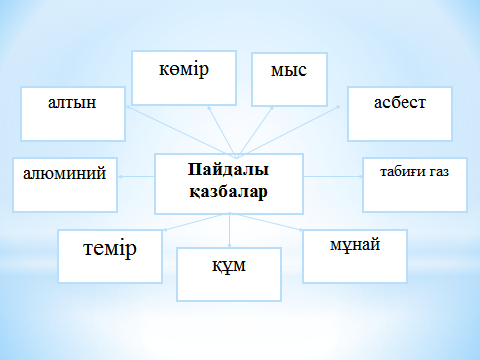 көмір
мыс
алтын
асбест
алюминий
Пайдалы
қазбалар
табиғи газ
темір
құм
мұнай